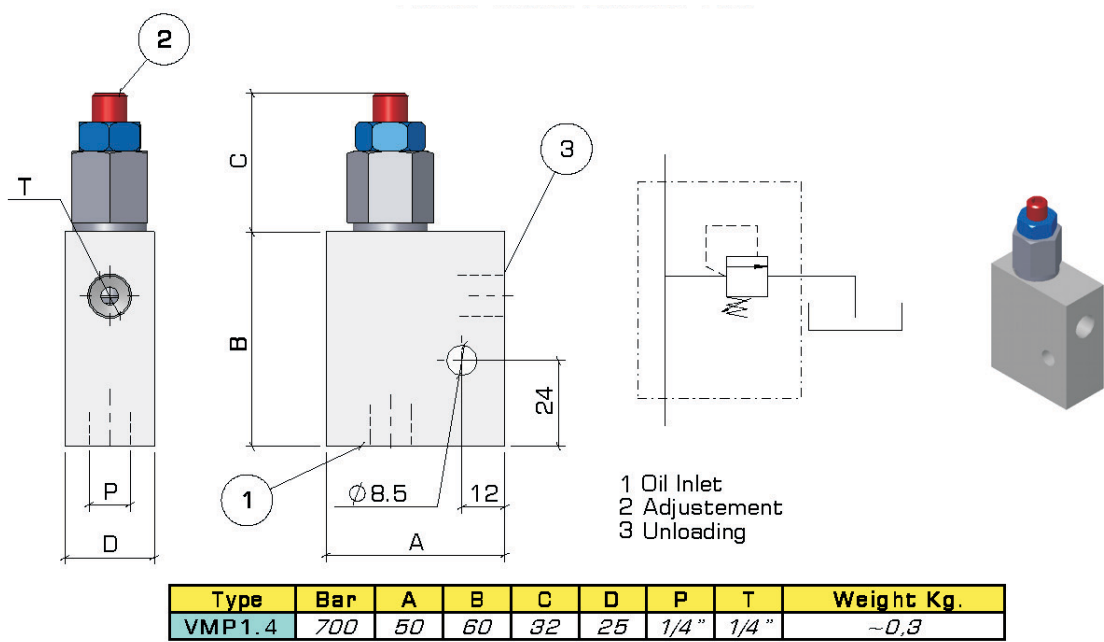 2
3
C
T
B
24
P
1
Ø8.5
12
D
A
1 Oil Inlet
2 Adjustement
3 Unloading
Type Bar A B C D P T Weight Kg.
VMP1.4 700 50 60 32 25 1/4" 1/4" ~0,3